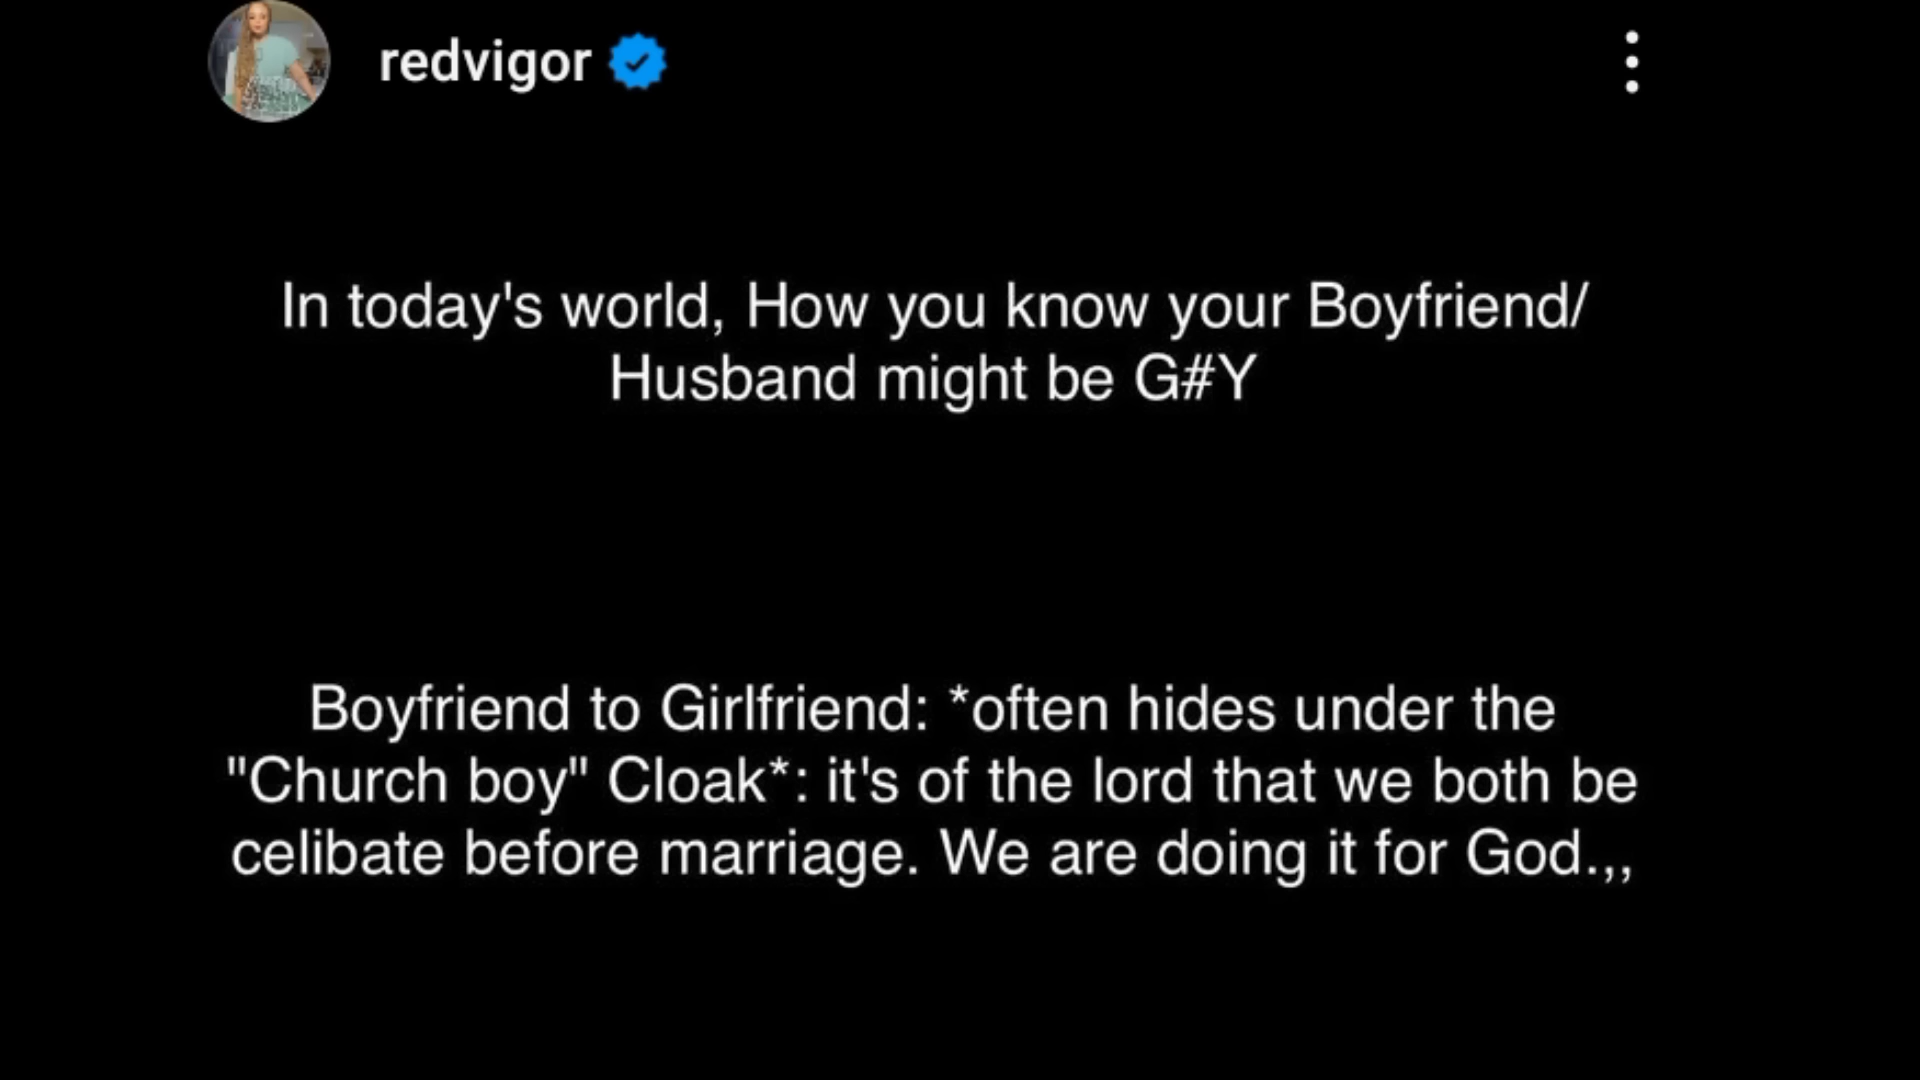 redvigor
In today's world, How you know your Boyfriend/
Husband might be G#Y
Boyfriend to Girlfriend: *often hides under the
"Church boy" Cloak*: it's of the lord that we both be
celibate before marriage. We are doing it for God.,,